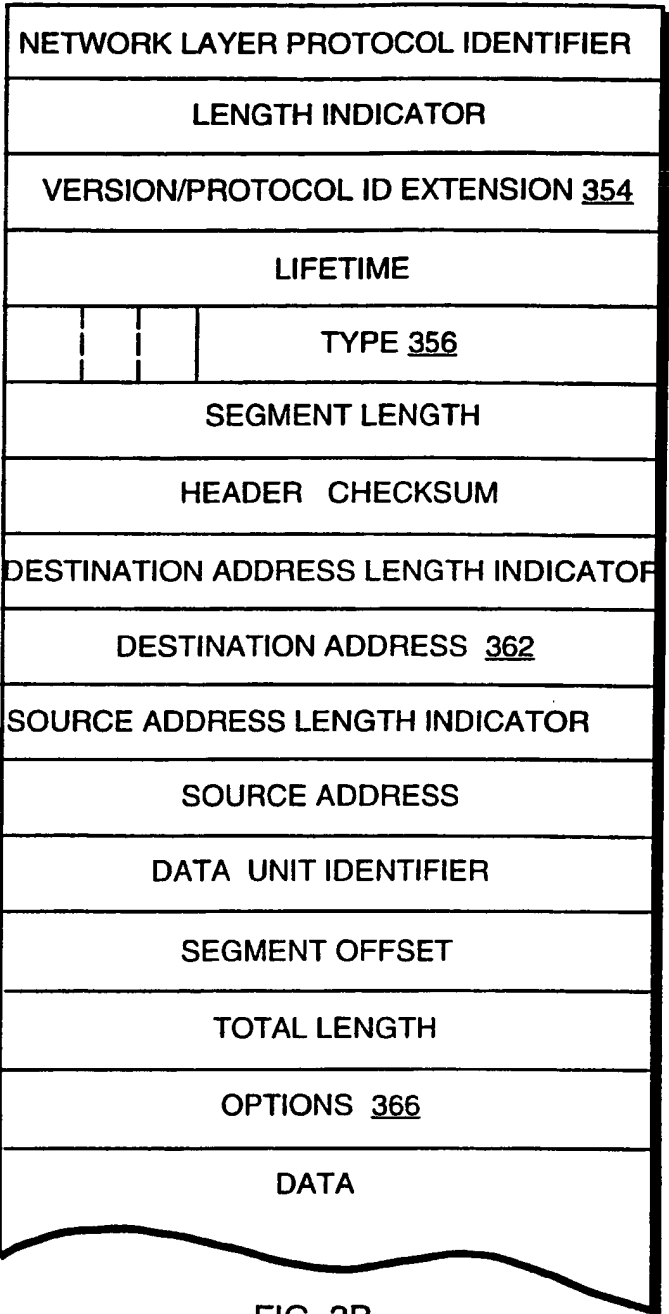 NETWORK LAYER PROTOCOL IDENTIFIER
LENGTH INDICATOR
VERSION/PROTOCOL ID EXTENSION 354
LIFETIME
TYPE 356
SEGMENT LENGTH
HEADER CHECKSUM
DESTINATION ADDRESS LENGTH INDICATOR
DESTINATION ADDRESS 362
SOURCE ADDRESS LENGTH INDICATOR
SOURCE ADDRESS
DATA UNIT IDENTIFIER
SEGMENT OFFSET
TOTAL LENGTH
OPTIONS 366
DATA
FIG.